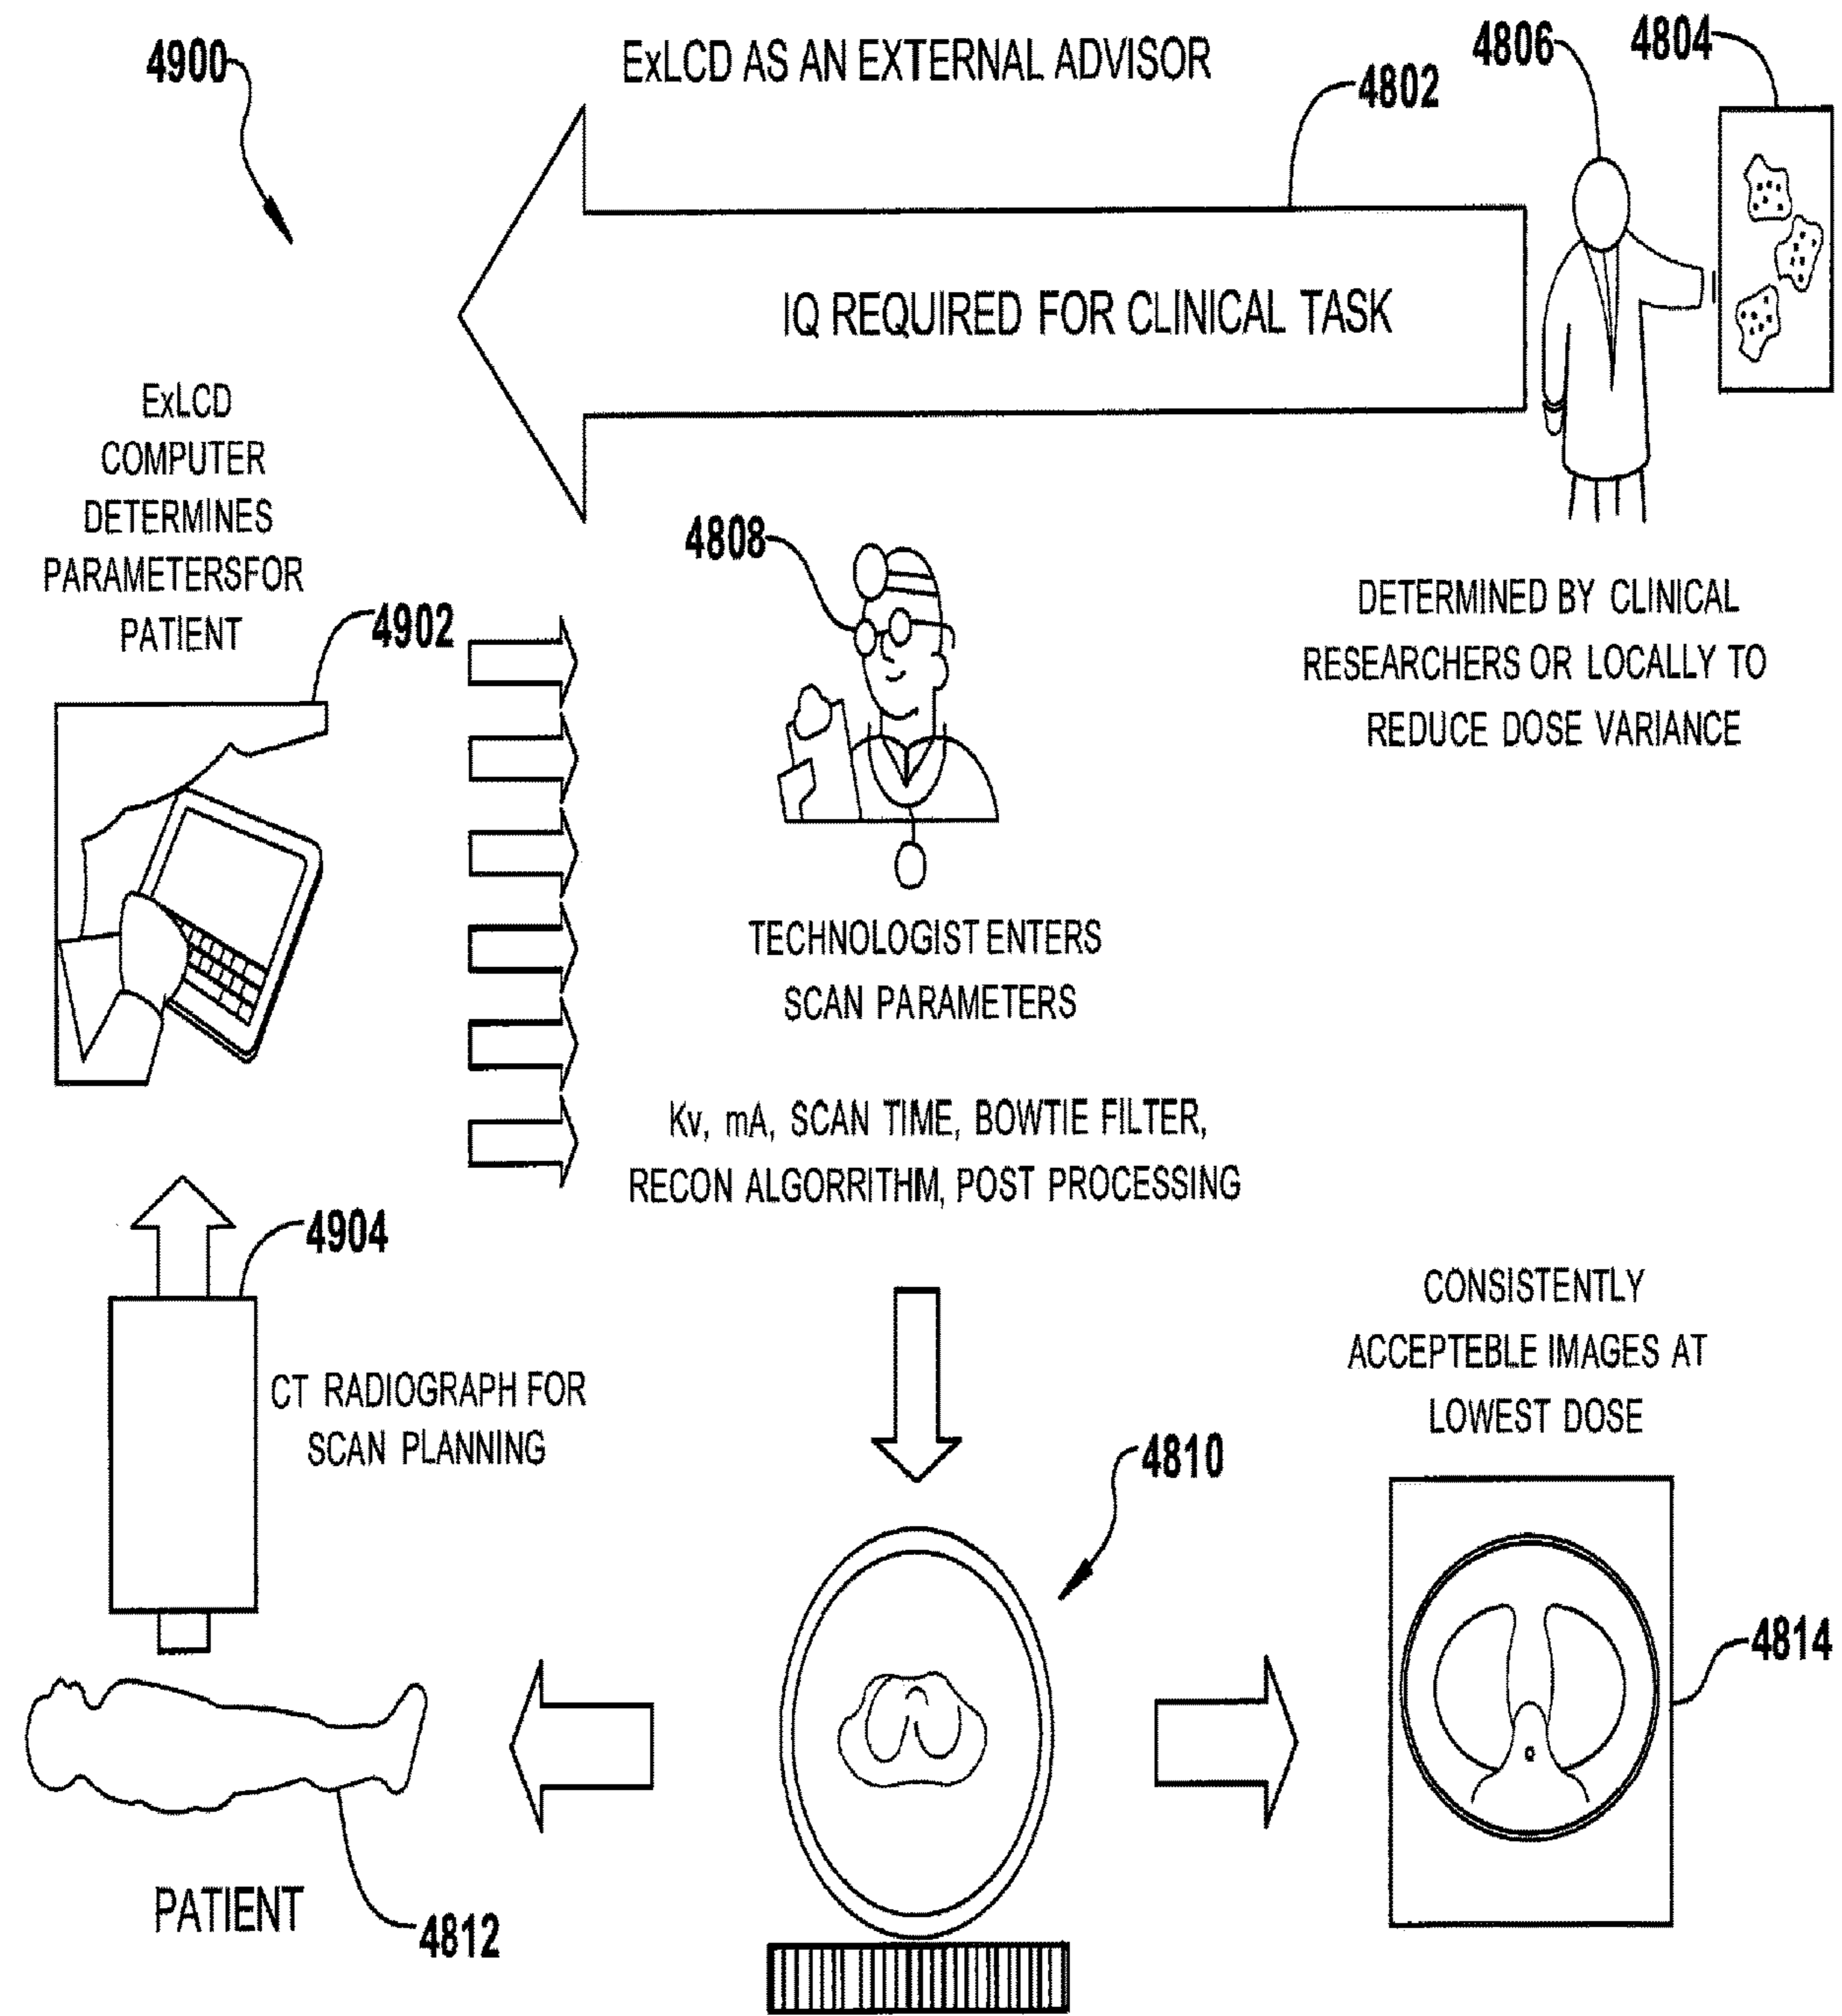 4900
ExLCD AS AN EXTERNAL ADVISOR
4802
4806
4804
IQ REQUIRED FOR CLINICAL TASK
ExLCD
COMPUTER
DETERMINES
PARAMETERSFOR
PATIENT
4902
4808
DETERMINED BY CLINICAL
RESEARCHERS OR LOCALLY TO
REDUCE DOSE VARIANCE
TECHNOLOGIST ENTERS
SCAN PARAMETERS
Kv, mA, SCAN TIME, BOWTIE FILTER,
RECON ALGORRITHM, POST PROCESSING
4904
CT RADIOGRAPH FOR
SCAN PLANNING
CONSISTENTLY
ACCEPTEBLE IMAGES AT
LOWEST DOSE
4810
4814
PATIENT
4812